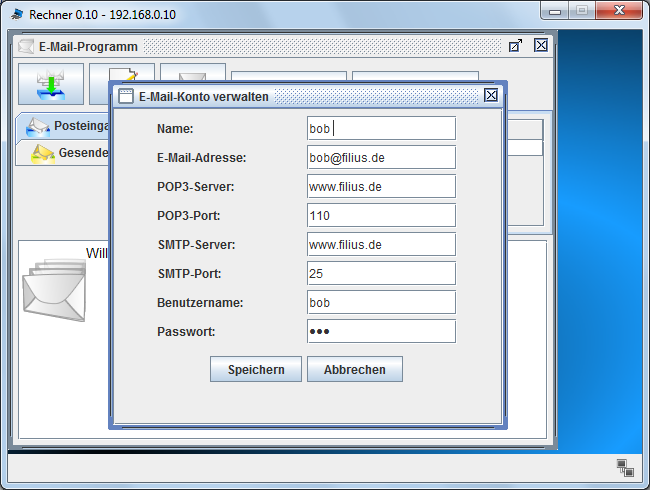 Rechner 0.10 - 192.168.0.10
E-Mail-Programm
E-Mail-Konto verwalten
Name:
bob
E-Mail-Adresse:
bob@filius.de
POP3-Server:
www.filius.de
POP3-Port:
110
SMTP-Server:
www.filius.de
SMTP-Port:
25
Benutzername:
bob
Passwort:
●●●
Speichern
Abbrechen
Posteinga
Gesende
Will